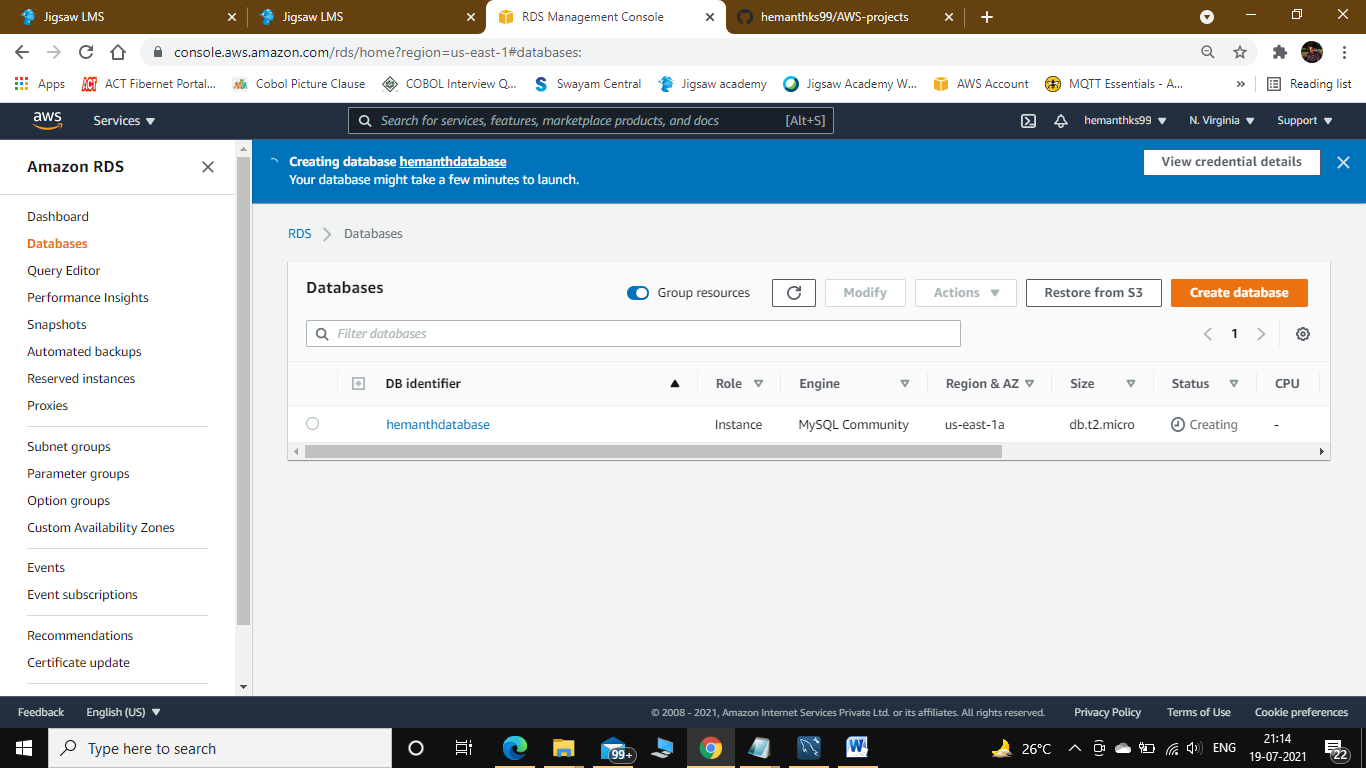 Jigsaw LMS
Jigsaw LMS
RDS Management Console
hemanthks99/AWS-projects
console.aws.amazon.com/rds/home?region=us-east-1#databases:
Apps
ACT Fibernet Portal...
Cobol Picture Clause
COBOL Interview Q...
Swayam Central
Jigsaw academy
Jigsaw Academy W...
AWS Account
MQTT Essentials - A...
»
Reading list
aws
Services
Search for services, features, marketplace products, and docs
[Alt+S]
hemanthks99
N. Virginia
Support
Amazon RDS
Dashboard
Databases
Query Editor
Performance Insights
Snapshots
Automated backups
Reserved instances
Proxies
Subnet groups
Parameter groups
Option groups
Custom Availability Zones
Events
Event subscriptions
Recommendations
Certificate update
Creating database hemanthdatabase
Your database might take a few minutes to launch.
View credential details
RDS
Databases
Databases
Group resources
Modify
Actions
Restore from S3
Create database
Filter databases
1
DB identifier
Role
Engine
Region & AZ
Size
Status
CPU
hemanthdatabase
Instance
MySQL Community
us-east-1a
db.t2.micro
Creating
-
Feedback
English (US)
© 2008 - 2021, Amazon Internet Services Private Ltd. or its affiliates. All rights reserved.
Privacy Policy
Terms of Use
Cookie preferences
Type here to search
99+
26°C
ENG
21:14
19-07-2021
22